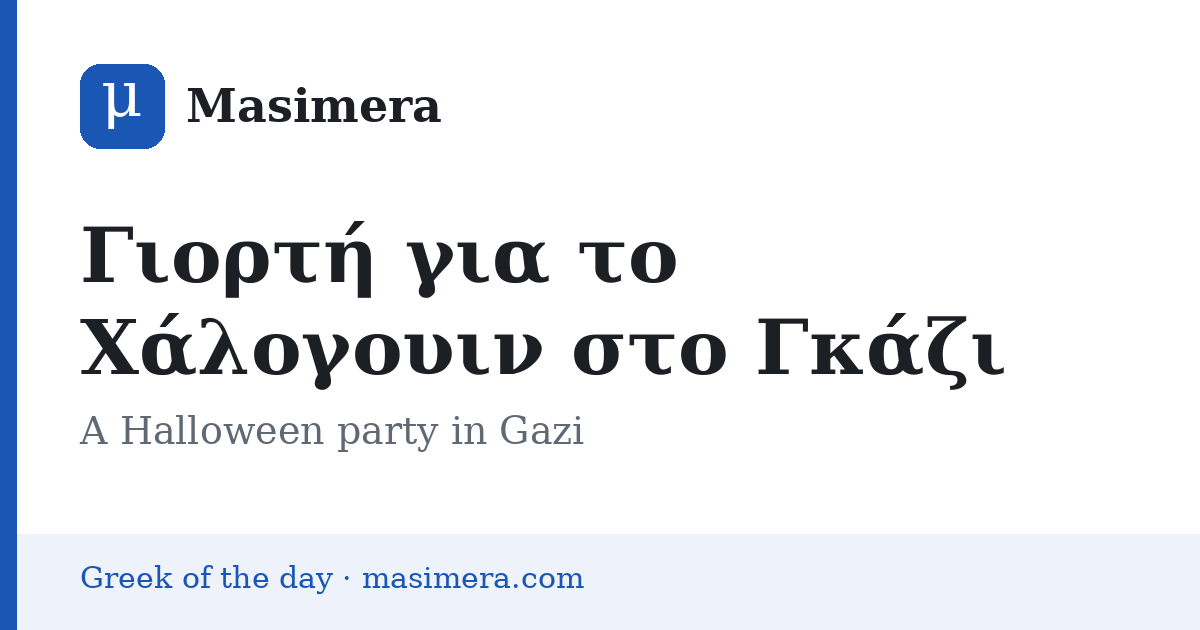 μ Masimera
Γιορτή για το
Χάλογουιν στο Γκάζι
A Halloween party in Gazi
Greek of the day · masimera.com